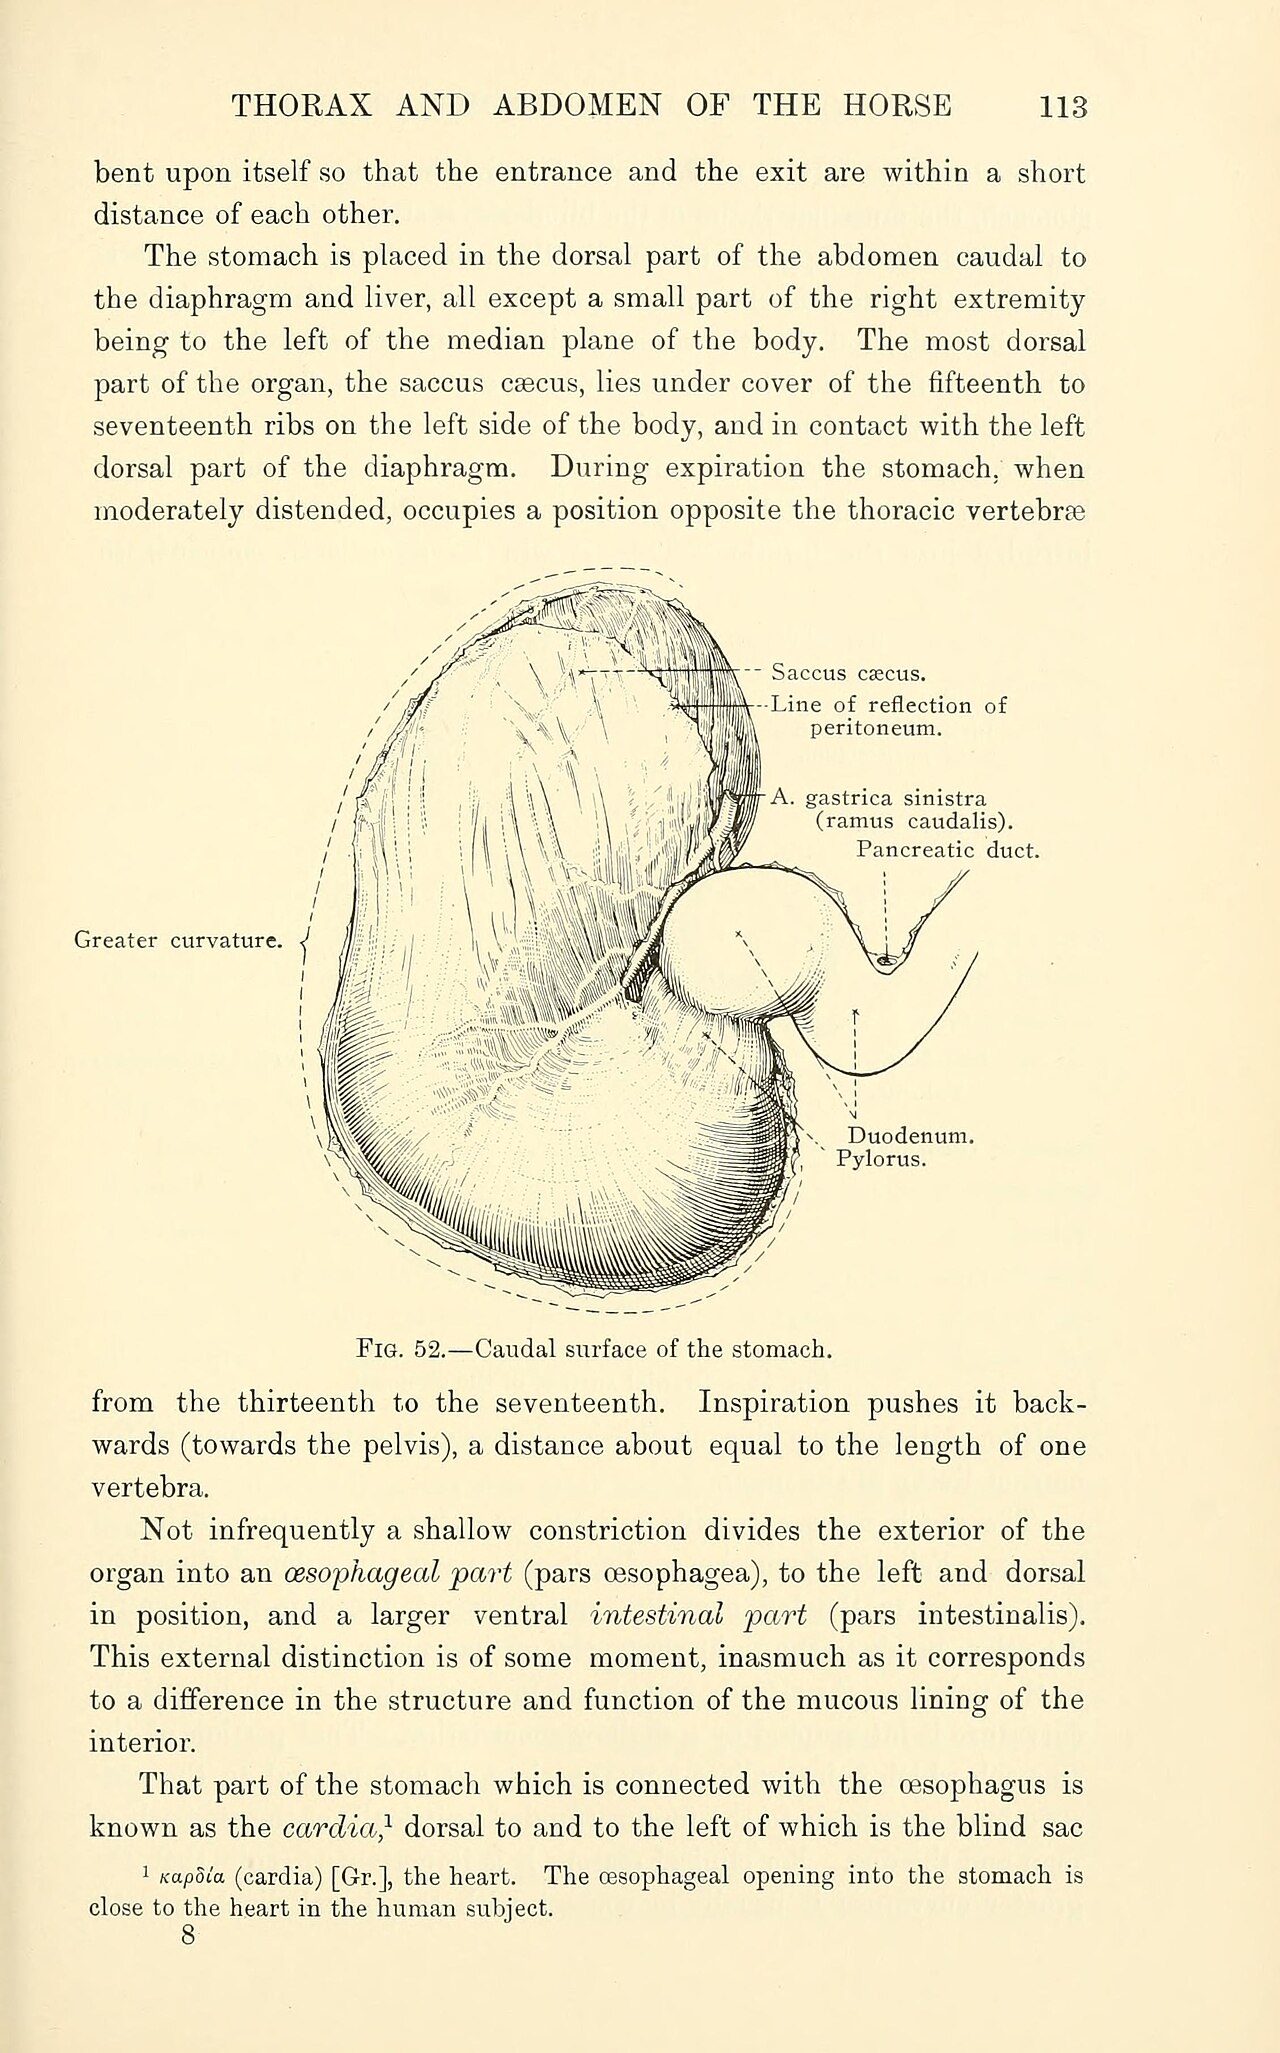 THORAX AND ABDOMEN OF THE HORSE 113
bent upon itself so that the entrance and the exit are within a short
distance of each other.
The stomach is placed in the dorsal part of the abdomen caudal to
the diaphragm and liver, all except a small part of the right extremity
being to the left of the median plane of the body. The most dorsal
part of the organ, the saccus cæcus, lies under cover of the fifteenth to
seventeenth ribs on the left side of the body, and in contact with the left
dorsal part of the diaphragm. During expiration the stomach, when
moderately distended, occupies a position opposite the thoracic vertebræ
Saccus cæcus.
Line of reflection of
peritoneum.
A. gastrica sinistra
(ramus caudalis).
Pancreatic duct.
Greater curvature.
Duodenum.
Pylorus.
FIG. 52.—Caudal surface of the stomach.
from the thirteenth to the seventeenth. Inspiration pushes it back-
wards (towards the pelvis), a distance about equal to the length of one
vertebra.
Not infrequently a shallow constriction divides the exterior of the
organ into an œsophageal part (pars œsophagea), to the left and dorsal
in position, and a larger ventral intestinal part (pars intestinalis).
This external distinction is of some moment, inasmuch as it corresponds
to a difference in the structure and function of the mucous lining of the
interior.
That part of the stomach which is connected with the œsophagus is
known as the cardia,¹ dorsal to and to the left of which is the blind sac
¹ καρδία (cardia) [Gr.], the heart. The œsophageal opening into the stomach is
close to the heart in the human subject.
8